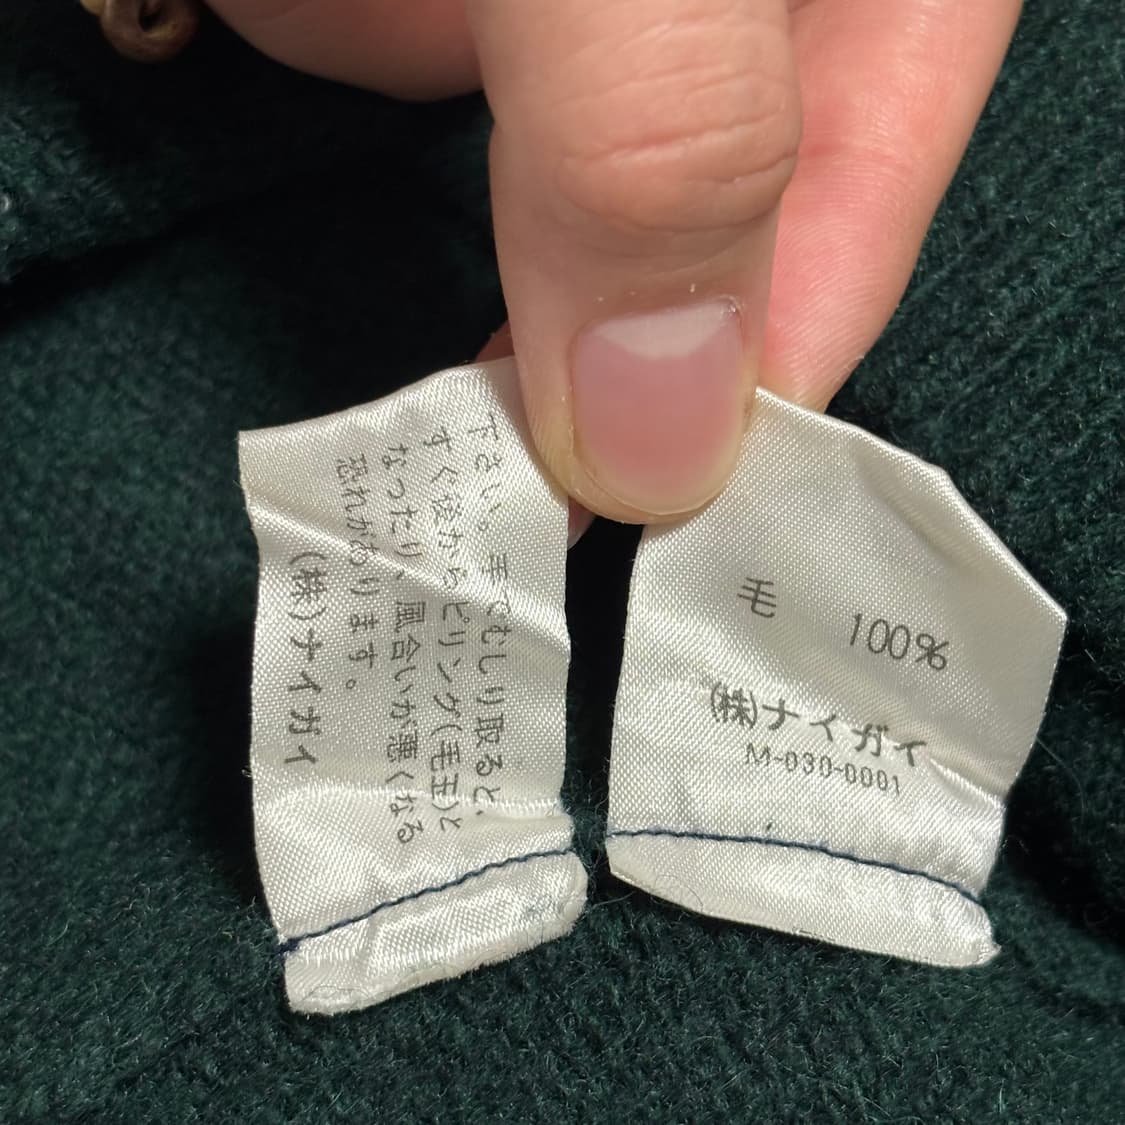 下さい。手でむしり取ると、
すぐ後からピリング(毛玉)と
なったり、風合いが悪くなる
恐れがあります。
(株)ナイガイ
毛 100%
(株)ナイガイ
M-030-0001